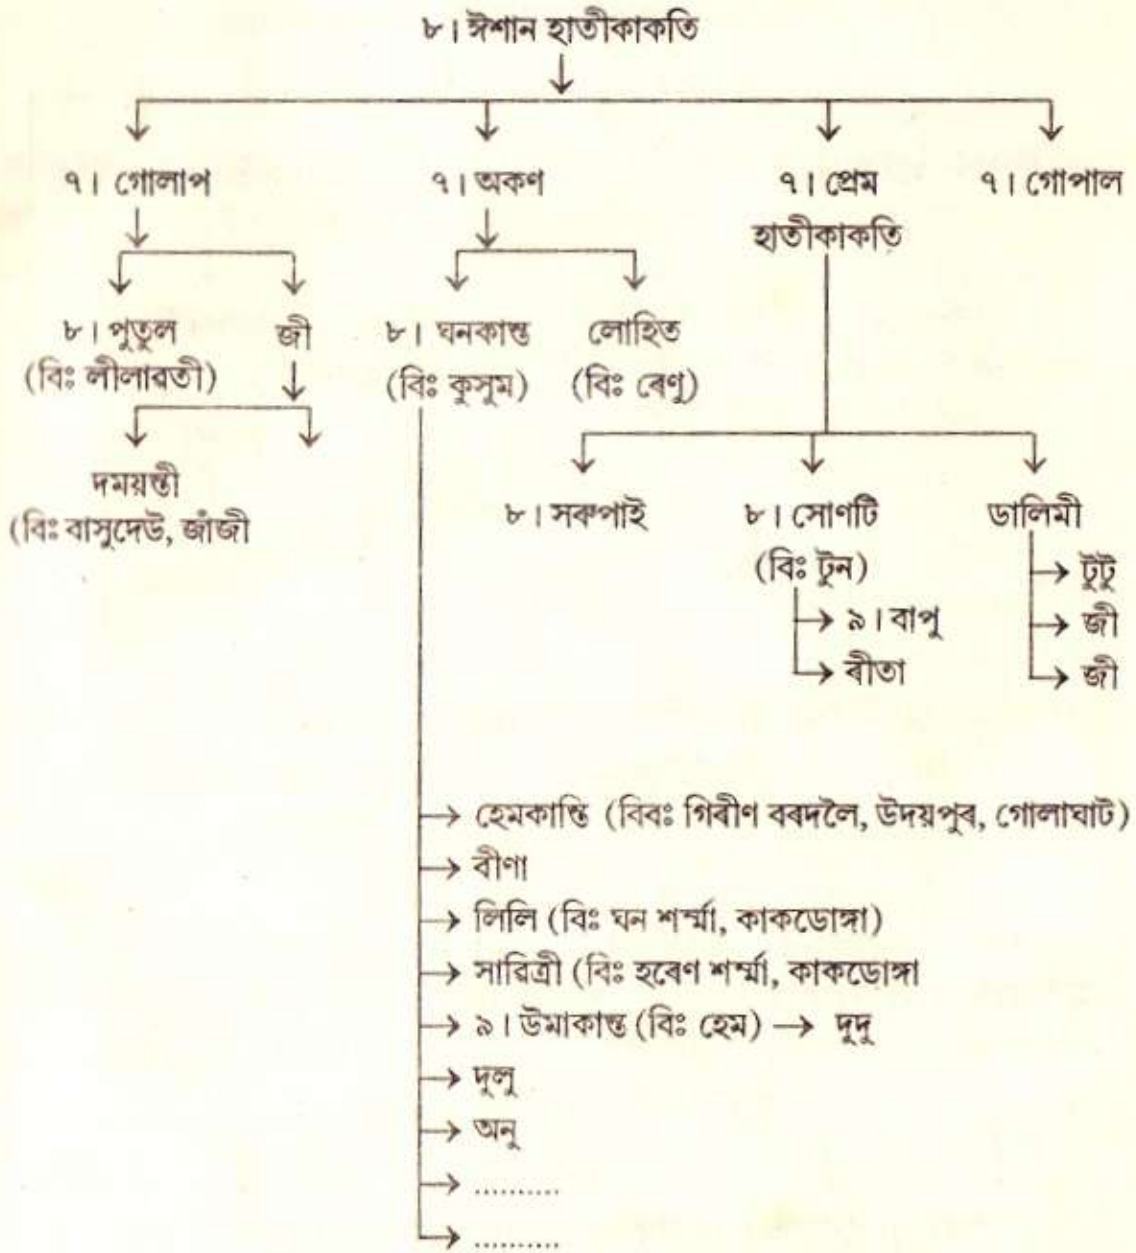 ৮। ঈশান হাতীকাকতি
৭। গোলাপ ৭। অকণ ৭। প্ৰেম ৭। গোপাল
হাতীকাকতি
৮। পুতুল জী ৮। ঘনকান্ত লোহিত
(বিঃ লীলাৱতী) (বিঃ কুসুম) (বিঃ ৰেণু)
দময়ন্তী
(বিঃ বাসুদেউ, জাঁজী
৮। সৰুপাই ৮। সোণটি ডালিমী
(বিঃ টুন) টুটু
৯। বাপু জী
ৰীতা জী
হেমকান্তি (বিবঃ গিৰীণ বৰদলৈ, উদয়পুৰ, গোলাঘাট)
বীণা
লিলি (বিঃ ঘন শৰ্ম্মা, কাকডোঙ্গা)
সাৱিত্ৰী (বিঃ হৰেণ শৰ্ম্মা, কাকডোঙ্গা
৯। উমাকান্ত (বিঃ হেম) → দুদু
দুলু
অনু
..........
..........